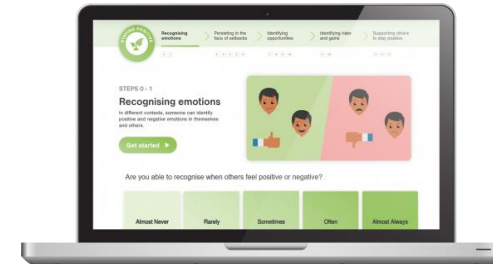 STAYING POSITIVE
Recognising
emotions
Persisting in the
face of setbacks
Identifying
opportunities
Identifying risks
and gains
Supporting others
to stay positive
STEPS 0 - 1
Recognising emotions
In different contexts, someone can identify
positive and negative emotions in themselves
and others.
Get started
Are you able to recognise when others feel positive or negative?
Almost Never
Rarely
Sometimes
Often
Almost Always